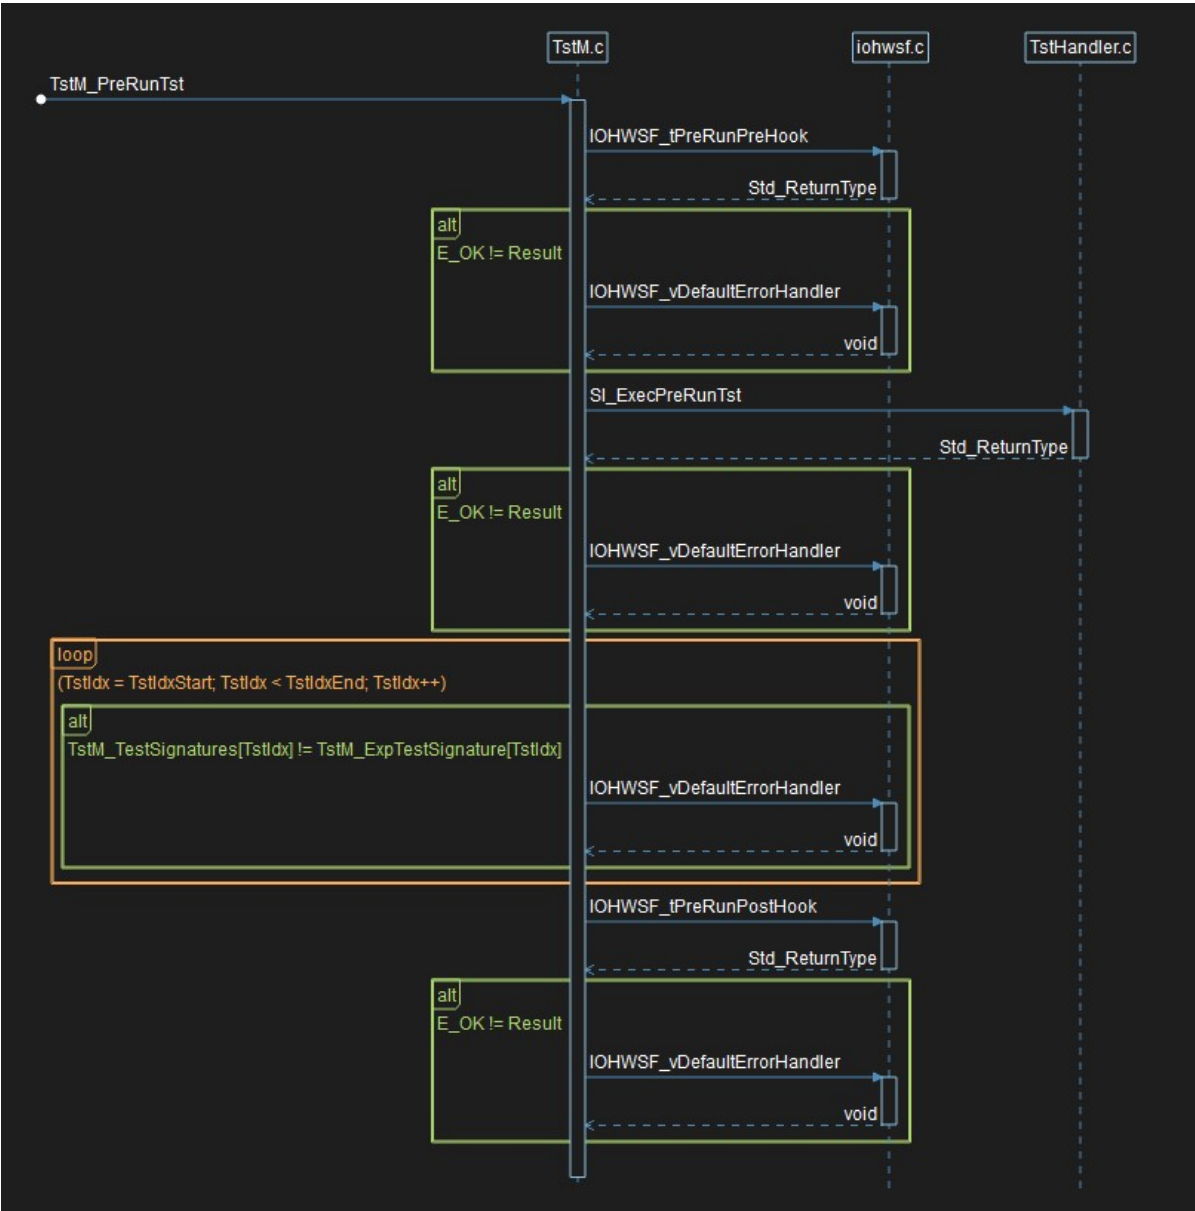 TstM.c
iohwsf.c
TstHandler.c
TstM_PreRunTst
IOHWSF_tPreRunPreHook
Std_ReturnType
alt
E_OK != Result
IOHWSF_vDefaultErrorHandler
void
SI_ExecPreRunTst
Std_ReturnType
alt
E_OK != Result
IOHWSF_vDefaultErrorHandler
void
loop
(TstIdx = TstIdxStart; TstIdx < TstIdxEnd; TstIdx++)
alt
TstM_TestSignatures[TstIdx] != TstM_ExpTestSignature[TstIdx]
IOHWSF_vDefaultErrorHandler
void
IOHWSF_tPreRunPostHook
Std_ReturnType
alt
E_OK != Result
IOHWSF_vDefaultErrorHandler
void